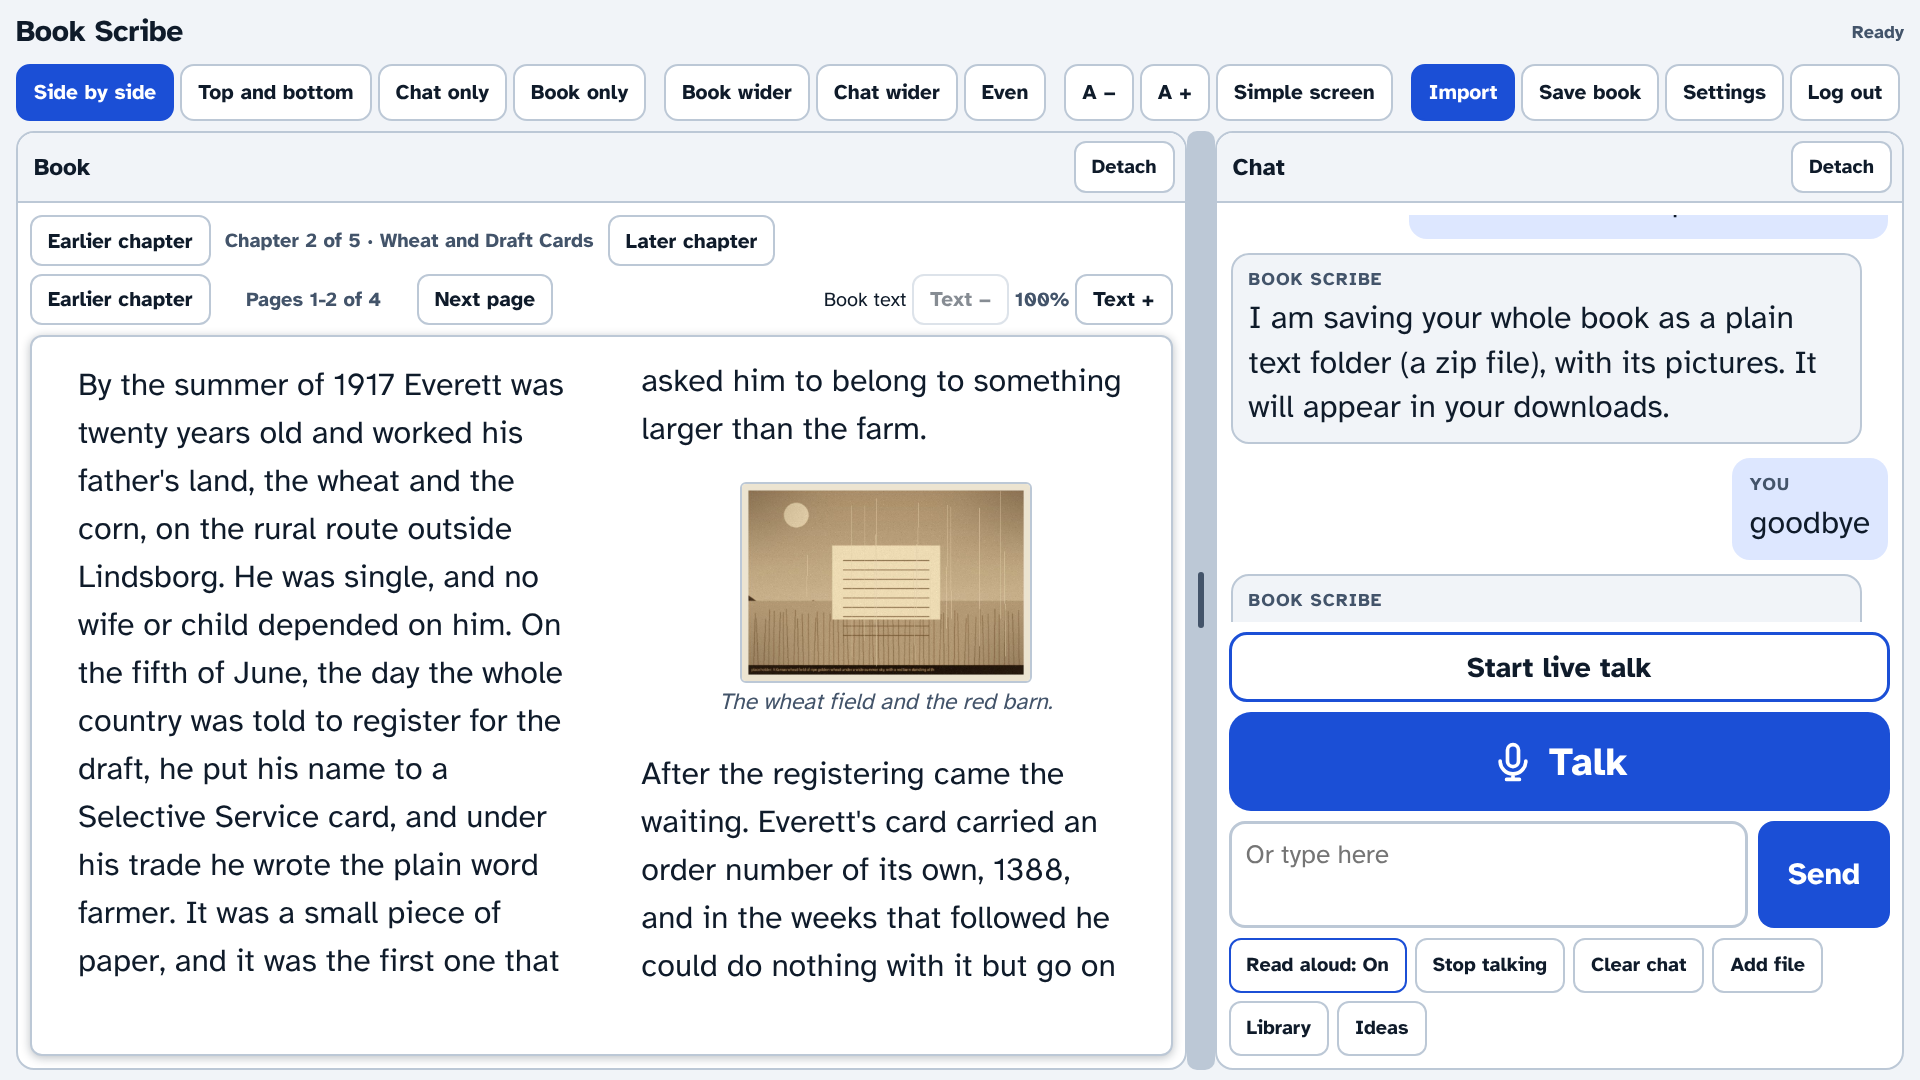 Book Scribe
Ready
Side by side
Top and bottom
Chat only
Book only
Book wider
Chat wider
Even
A −
A +
Simple screen
Import
Save book
Settings
Log out
Book
Detach
Earlier chapter
Chapter 2 of 5 · Wheat and Draft Cards
Later chapter
Earlier chapter
Pages 1-2 of 4
Next page
Book text
Text −
100%
Text +
By the summer of 1917 Everett was
twenty years old and worked his
father's land, the wheat and the
corn, on the rural route outside
Lindsborg. He was single, and no
wife or child depended on him. On
the fifth of June, the day the whole
country was told to register for the
draft, he put his name to a
Selective Service card, and under
his trade he wrote the plain word
farmer. It was a small piece of
paper, and it was the first one that
asked him to belong to something
larger than the farm.
The wheat field and the red barn.
After the registering came the
waiting. Everett's card carried an
order number of its own, 1388,
and in the weeks that followed he
could do nothing with it but go on
Chat
Detach
BOOK SCRIBE
I am saving your whole book as a plain
text folder (a zip file), with its pictures. It
will appear in your downloads.
YOU
goodbye
BOOK SCRIBE
Start live talk
Talk
Or type here
Send
Read aloud: On
Stop talking
Clear chat
Add file
Library
Ideas